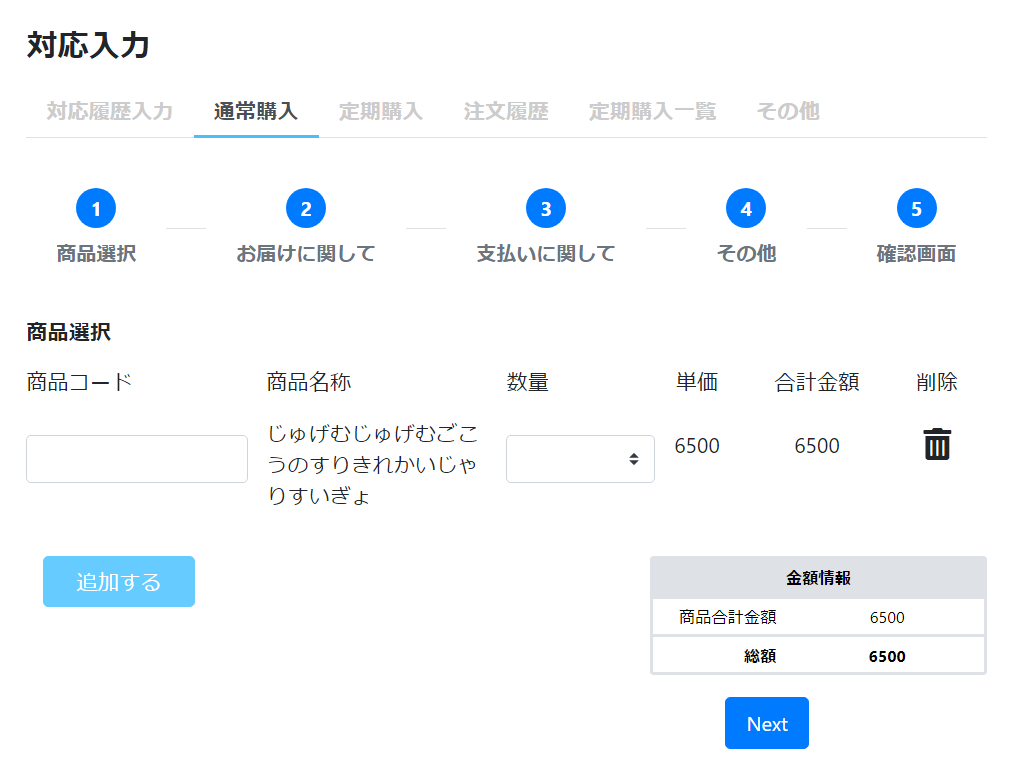 対応入力
対応履歴入力 通常購入 定期購入 注文履歴 定期購入一覧 その他
1 2 3 4 5
商品選択 お届けに関して 支払いに関して その他 確認画面
商品選択
商品コード 商品名称 数量 単価 合計金額 削除
じゅげむじゅげむごこ
うのすりきれかいじゃ
りすいぎょ
6500 6500
追加する
金額情報
商品合計金額 6500
総額 6500
Next